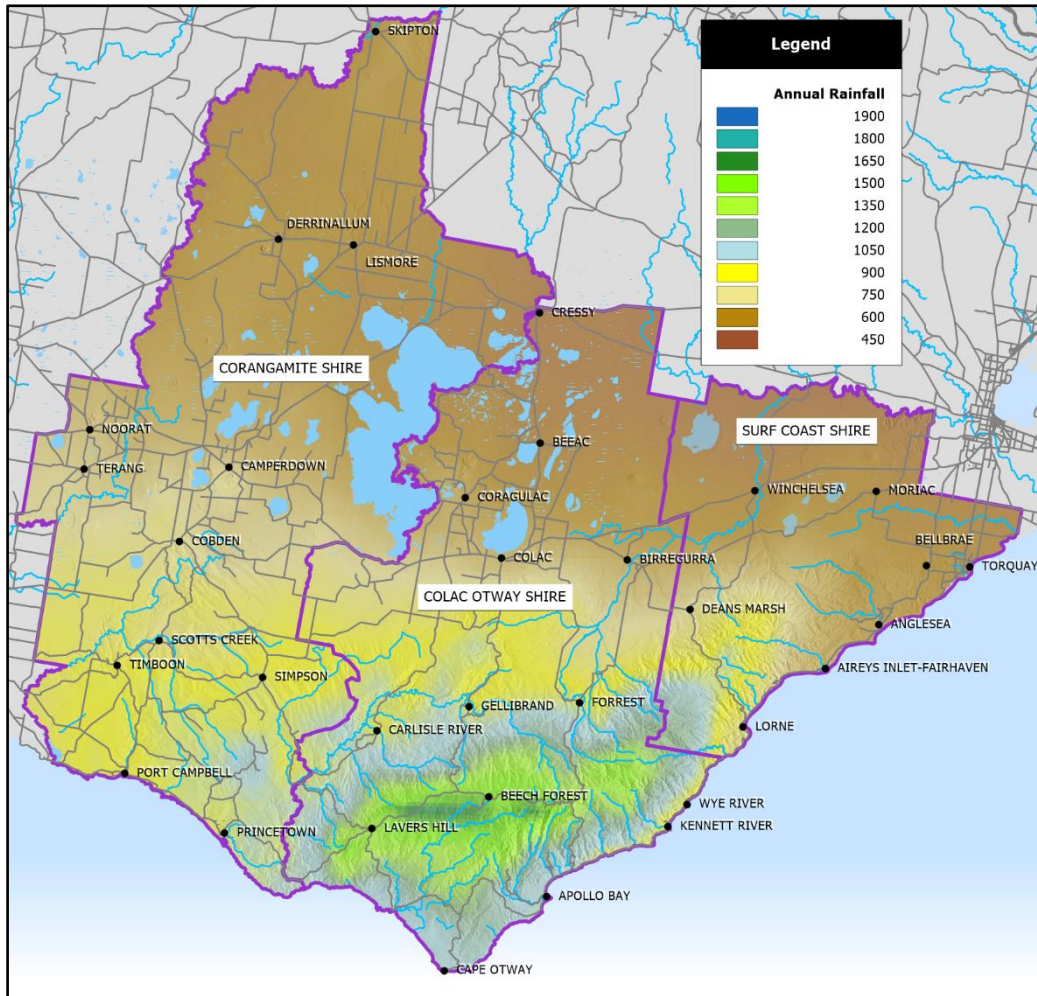 SKIPTON
Legend
Annual Rainfall
1900
1800
1650
1500
1350
1200
1050
900
750
600
450
DERRINALLUM
LISMORE
CRESSY
CORANGAMITE SHIRE
NOORAT
BEEAC
SURF COAST SHIRE
TERANG
CAMPERDOWN
CORAGULAC
WINCHELSEA
MORIAC
COBDEN
COLAC
BIRREGURRA
BELLBRAE
TORQUAY
COLAC OTWAY SHIRE
DEANS MARSH
ANGLESEA
SCOTTS CREEK
TIMBOON
SIMPSON
AIREYS INLET-FAIRHAVEN
GELLIBRAND
FORREST
CARLISLE RIVER
LORNE
PORT CAMPBELL
BEECH FOREST
WYE RIVER
PRINCETOWN
LAVERS HILL
KENNETT RIVER
APOLLO BAY
CAPE OTWAY